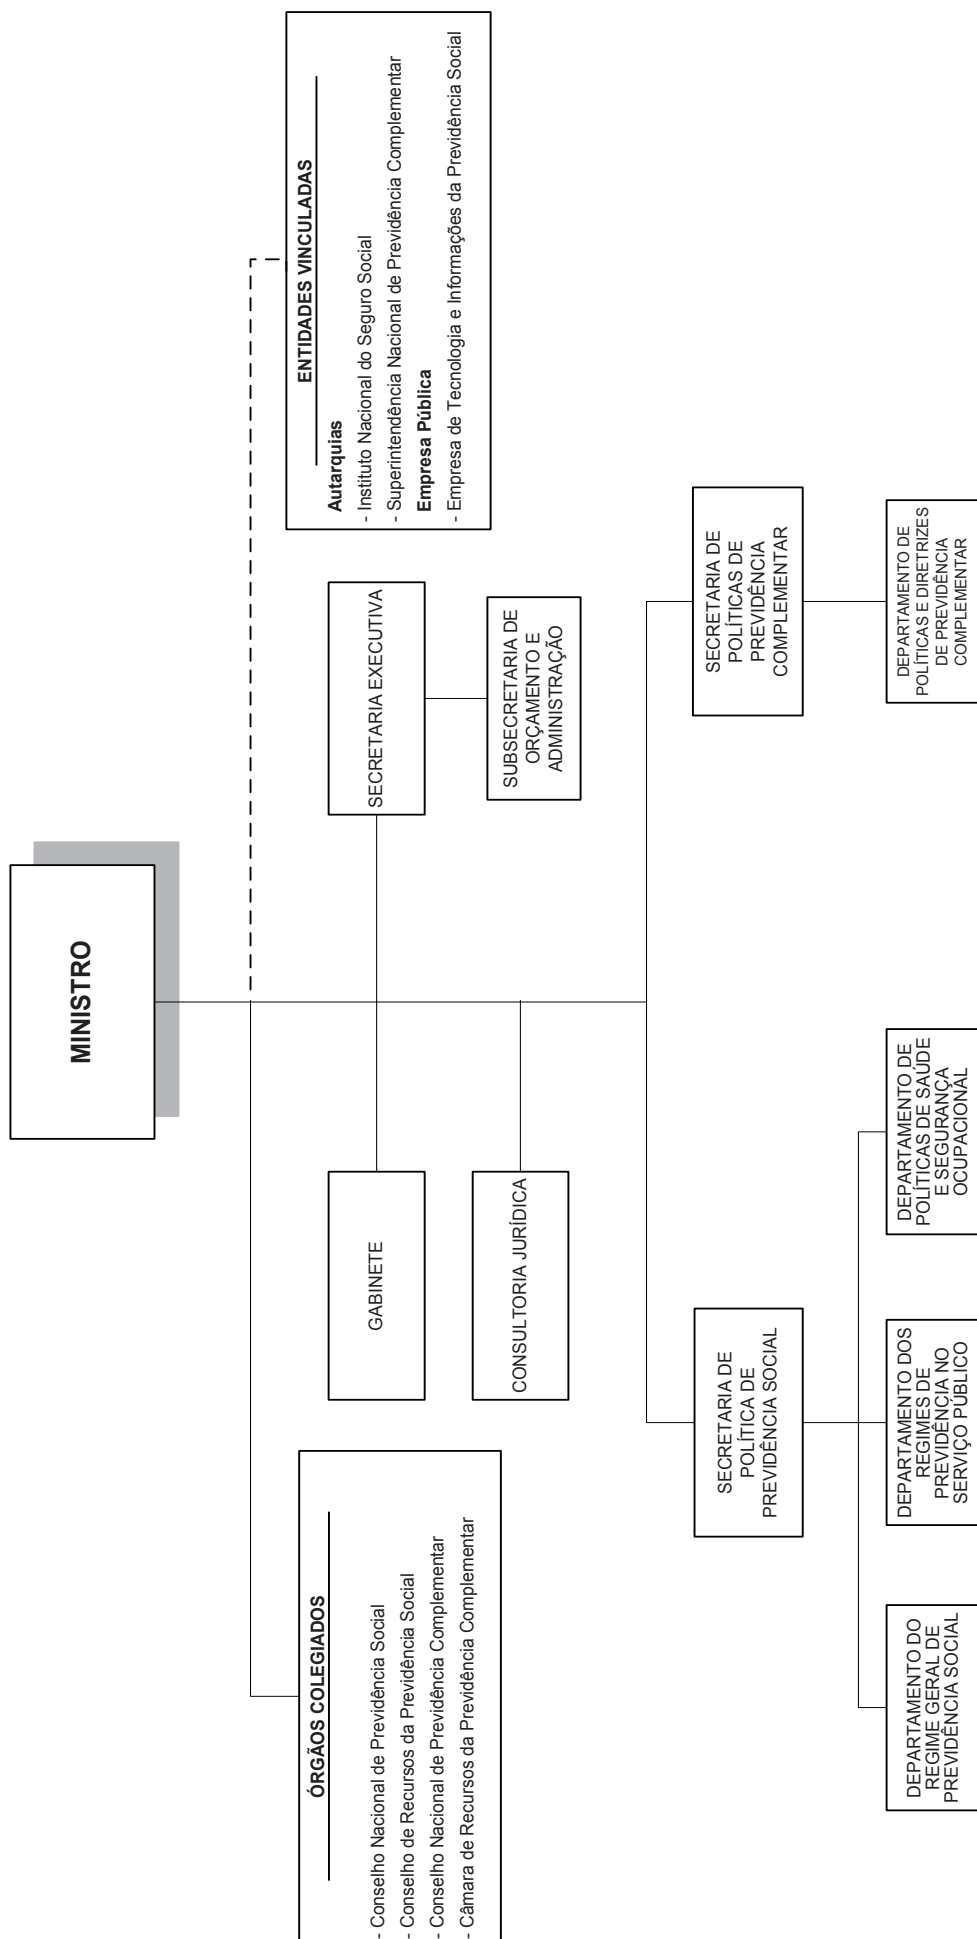 MINISTRO
ÓRGÃOS COLEGIADOS
- Conselho Nacional de Previdência Social
- Conselho de Recursos da Previdência Social
- Conselho Nacional de Previdência Complementar
- Câmara de Recursos da Previdência Complementar
ENTIDADES VINCULADAS
Autarquias
- Instituto Nacional do Seguro Social
- Superintendência Nacional de Previdência Complementar
Empresa Pública
- Empresa de Tecnologia e Informações da Previdência Social
GABINETE
SECRETARIA EXECUTIVA
CONSULTORIA JURÍDICA
SUBSECRETARIA DE
ORÇAMENTO E
ADMINISTRAÇÃO
SECRETARIA DE
POLÍTICA DE
PREVIDÊNCIA SOCIAL
SECRETARIA DE
POLÍTICAS DE
PREVIDÊNCIA
COMPLEMENTAR
DEPARTAMENTO DO
REGIME GERAL DE
PREVIDÊNCIA SOCIAL
DEPARTAMENTO DOS
REGIMES DE
PREVIDÊNCIA NO
SERVIÇO PÚBLICO
DEPARTAMENTO DE
POLÍTICAS DE SAÚDE
E SEGURANÇA
OCUPACIONAL
DEPARTAMENTO DE
POLÍTICAS E DIRETRIZES
DE PREVIDÊNCIA
COMPLEMENTAR